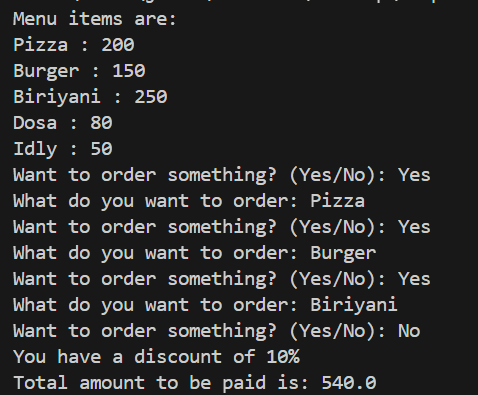 Menu items are:
Pizza : 200
Burger : 150
Biriyani : 250
Dosa : 80
Idly : 50
Want to order something? (Yes/No): Yes
What do you want to order: Pizza
Want to order something? (Yes/No): Yes
What do you want to order: Burger
Want to order something? (Yes/No): Yes
What do you want to order: Biriyani
Want to order something? (Yes/No): No
You have a discount of 10%
Total amount to be paid is: 540.0